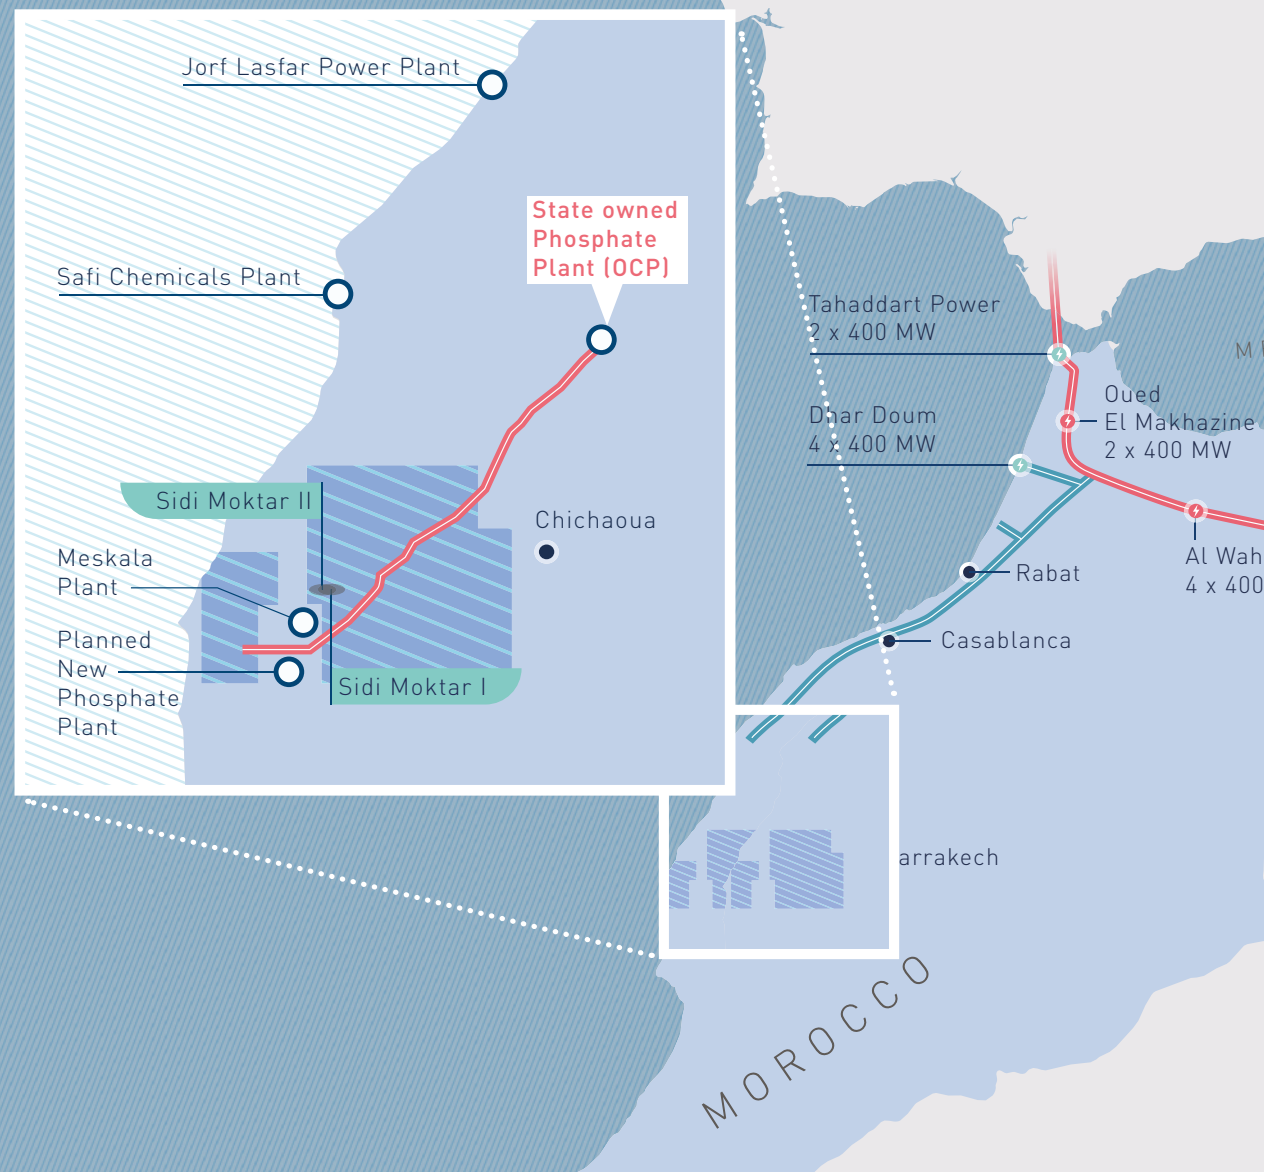 Jorf Lasfar Power Plant
State owned
Phosphate
Plant (OCP)
Safi Chemicals Plant
Sidi Moktar II
Chichaoua
Meskala
Plant
Planned
New
Phosphate
Plant
Sidi Moktar I
Tahaddart Power
2 x 400 MW
Dhar Doum
4 x 400 MW
Oued
El Makhazine
2 x 400 MW
Al Wah
4 x 400
Rabat
Casablanca
arrakech
MOROCCO